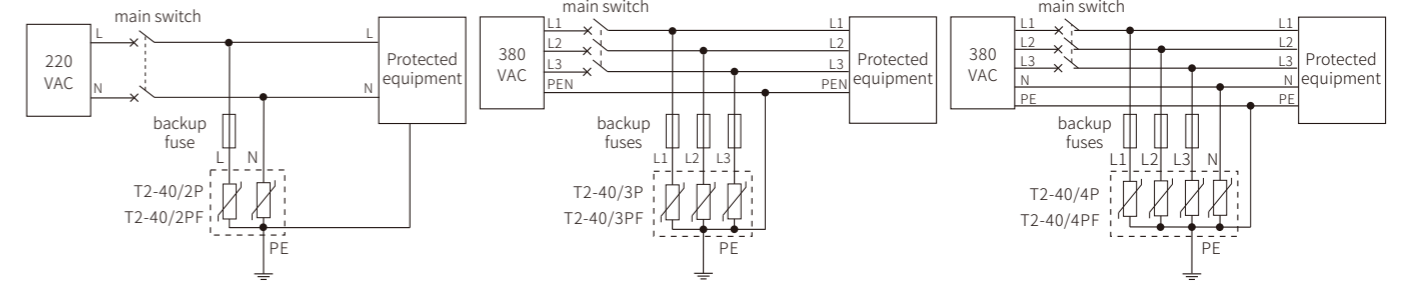 main switch
L
L
220
VAC
Protected
equipment
N
N
backup
fuse
L
N
T2-40/2P
T2-40/2PF
PE
main switch
L1
L1
L2
L2
380
VAC
L3
L3
Protected
equipment
PEN
PEN
backup
fuses
L1
L2
L3
T2-40/3P
T2-40/3PF
PE
main switch
L1
L1
L2
L2
380
VAC
L3
L3
Protected
equipment
N
N
PE
PE
backup
fuses
L1
L2
L3
N
T2-40/4P
T2-40/4PF
PE